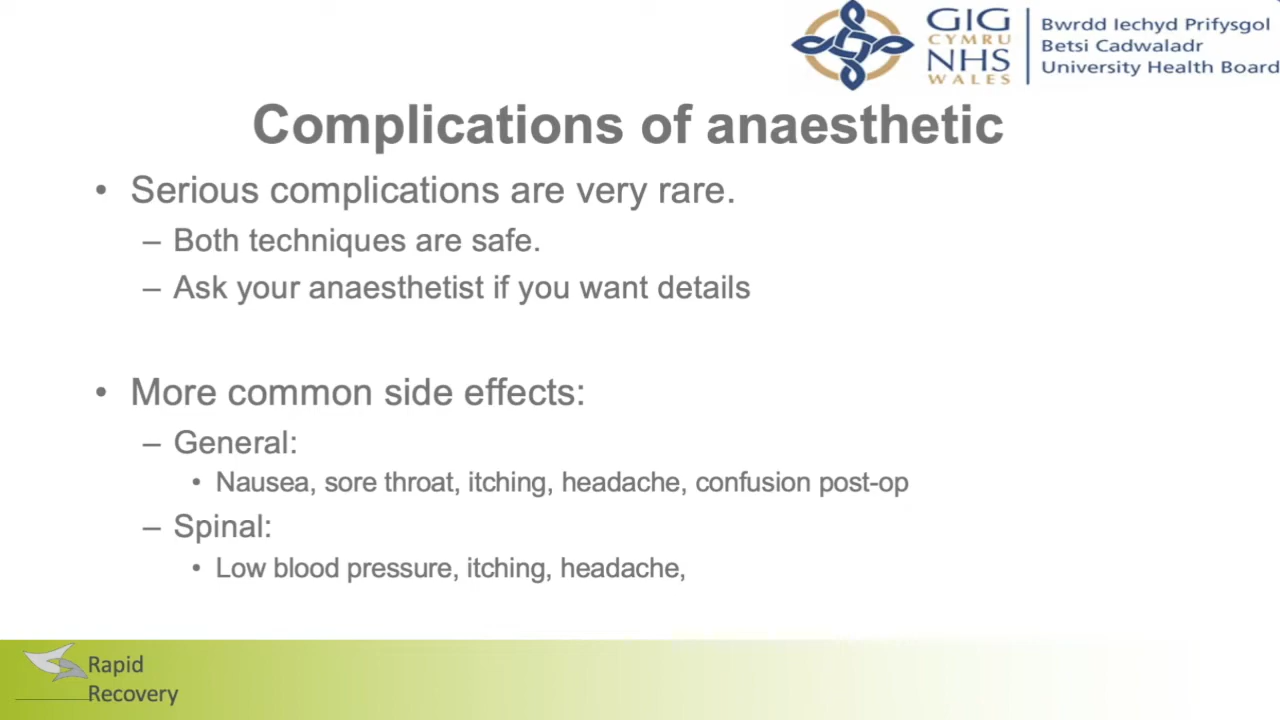 GIG
CYMRU
NHS
WALES
Bwrdd Iechyd Prifysgol
Betsi Cadwaladr
University Health Board
Complications of anaesthetic
• Serious complications are very rare.
– Both techniques are safe.
– Ask your anaesthetist if you want details
• More common side effects:
– General:
• Nausea, sore throat, itching, headache, confusion post-op
– Spinal:
• Low blood pressure, itching, headache,
Rapid
Recovery